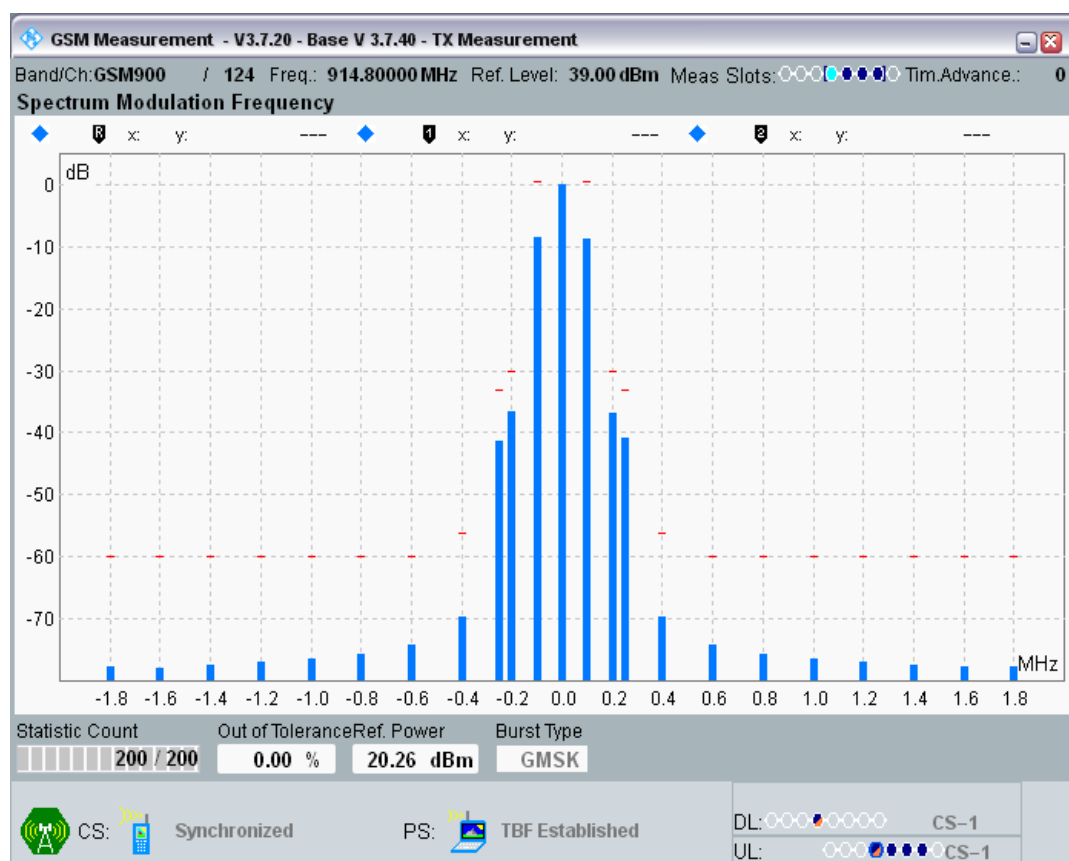 GSM Measurement - V3.7.20 - Base V 3.7.40 - TX Measurement
Band/Ch:GSM900 / 124 Freq.: 914.80000 MHz Ref. Level: 39.00 dBm Meas Slots: Tim.Advance.: 0
Spectrum Modulation Frequency
R x: y: --- 1 x: y: --- 2 x: y: ---
dB
0
-10
-20
-30
-40
-50
-60
-70
MHz
-1.8 -1.6 -1.4 -1.2 -1.0 -0.8 -0.6 -0.4 -0.2 0.0 0.2 0.4 0.6 0.8 1.0 1.2 1.4 1.6 1.8
Statistic Count Out of Tolerance Ref. Power Burst Type
200 / 200 0.00 % 20.26 dBm GMSK
CS: Synchronized PS: TBF Established DL: CS-1
UL: CS-1